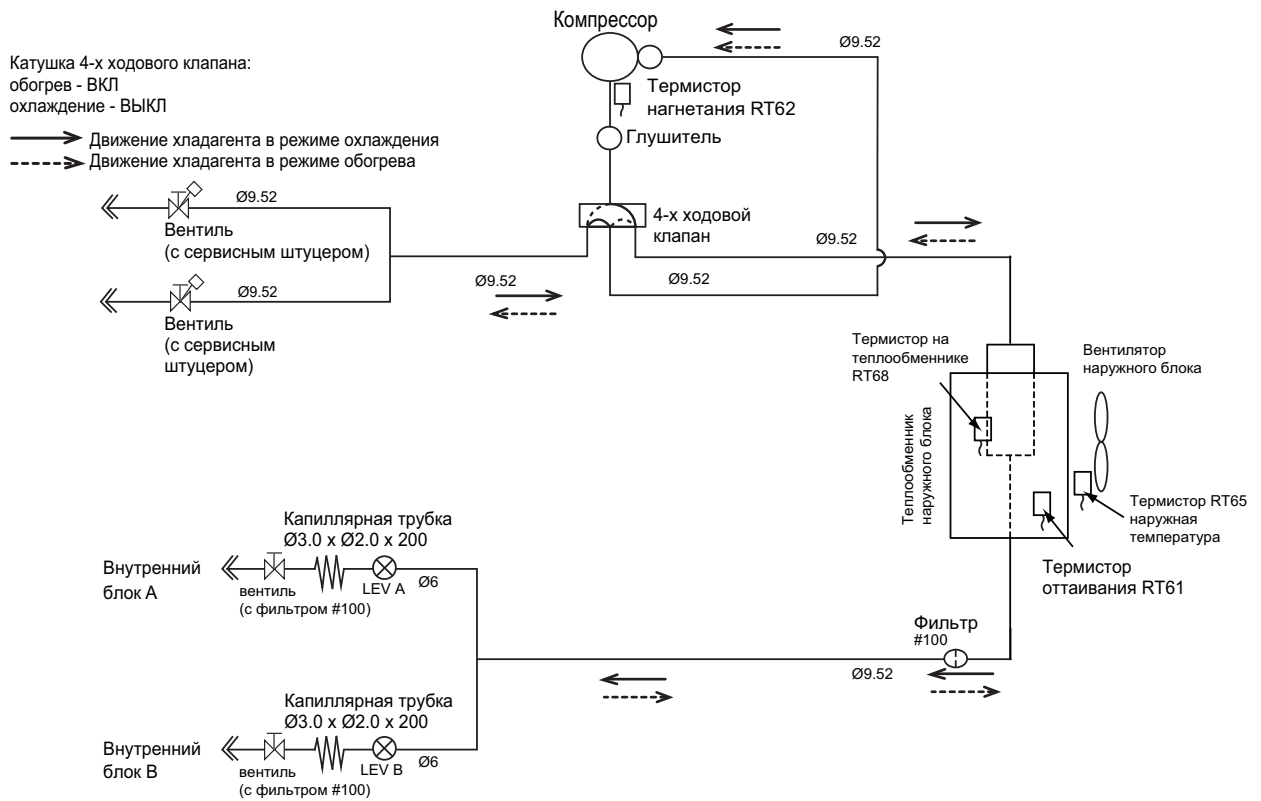 Компрессор
Ø9.52
Катушка 4-х ходового клапана:
обогрев - ВКЛ
охлаждение - ВЫКЛ
Термистор
нагнетания RT62
Глушитель
Движение хладагента в режиме охлаждения
Движение хладагента в режиме обогрева
Ø9.52
Вентиль
(с сервисным штуцером)
4-х ходовой
клапан
Ø9.52
Ø9.52
Ø9.52
Ø9.52
Вентиль
(с сервисным
штуцером)
Термистор на
теплообменнике
RT68
Вентилятор
наружного блока
Теплообменник
наружного блока
Термистор RT65
наружная
температура
Термистор
оттаивания RT61
Капиллярная трубка
Ø3.0 x Ø2.0 x 200
Внутренний
блок A
LEV A
Ø6
вентиль
(с фильтром #100)
Фильтр
#100
Ø9.52
Капиллярная трубка
Ø3.0 x Ø2.0 x 200
Внутренний
блок B
LEV B
Ø6
вентиль
(с фильтром #100)